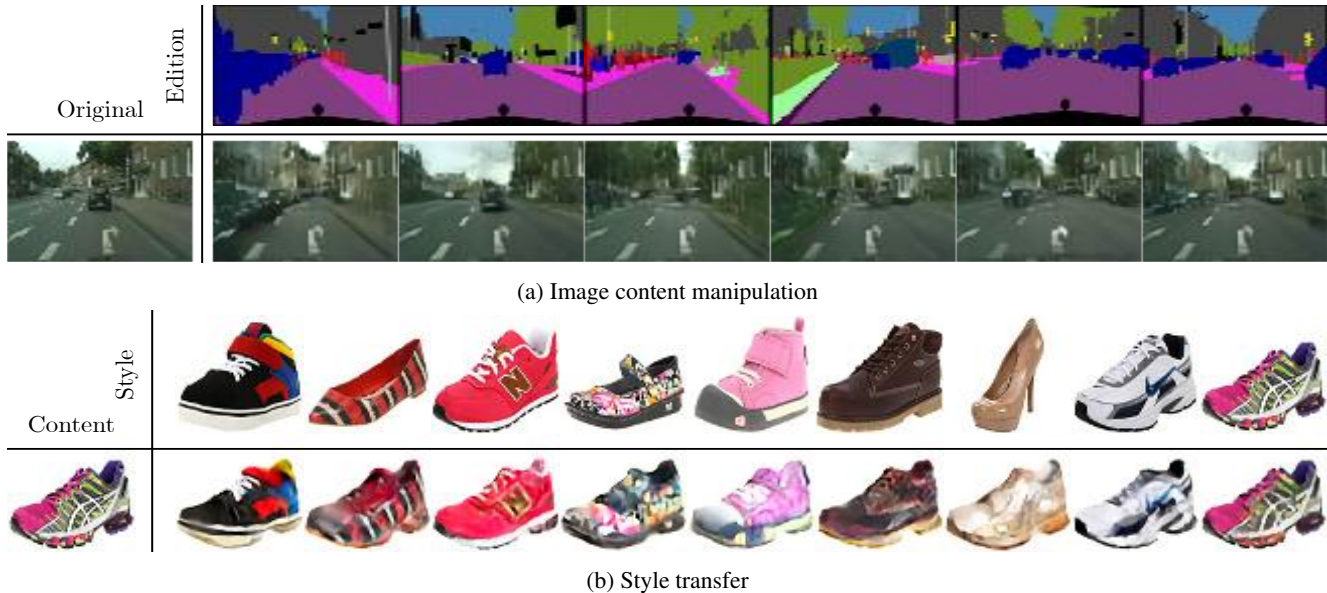 Edition
Original
(a) Image content manipulation
Style
Content
N
(b) Style transfer